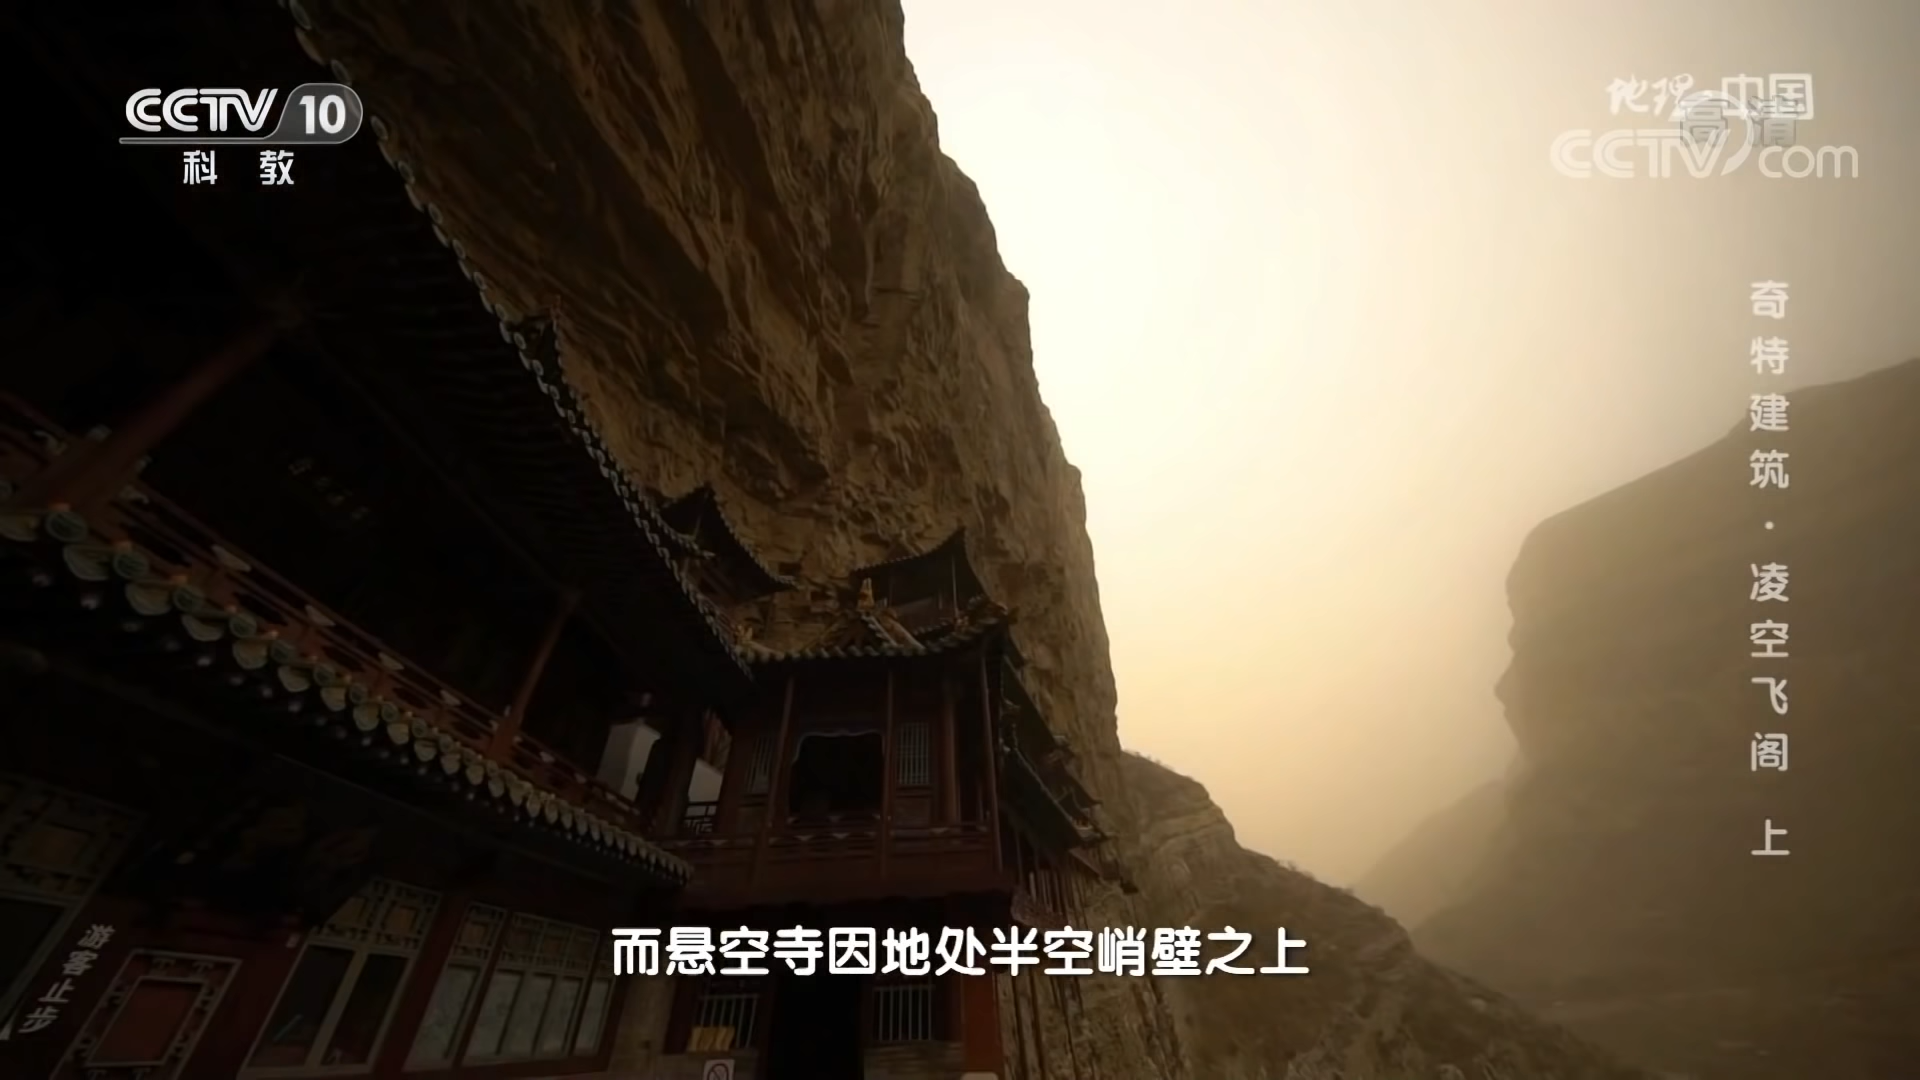 CCTV 10
科 教
地理·中国
高清
CCTV.com
奇特建筑·凌空飞阁 上
游客止步
而悬空寺因地处半空峭壁之上